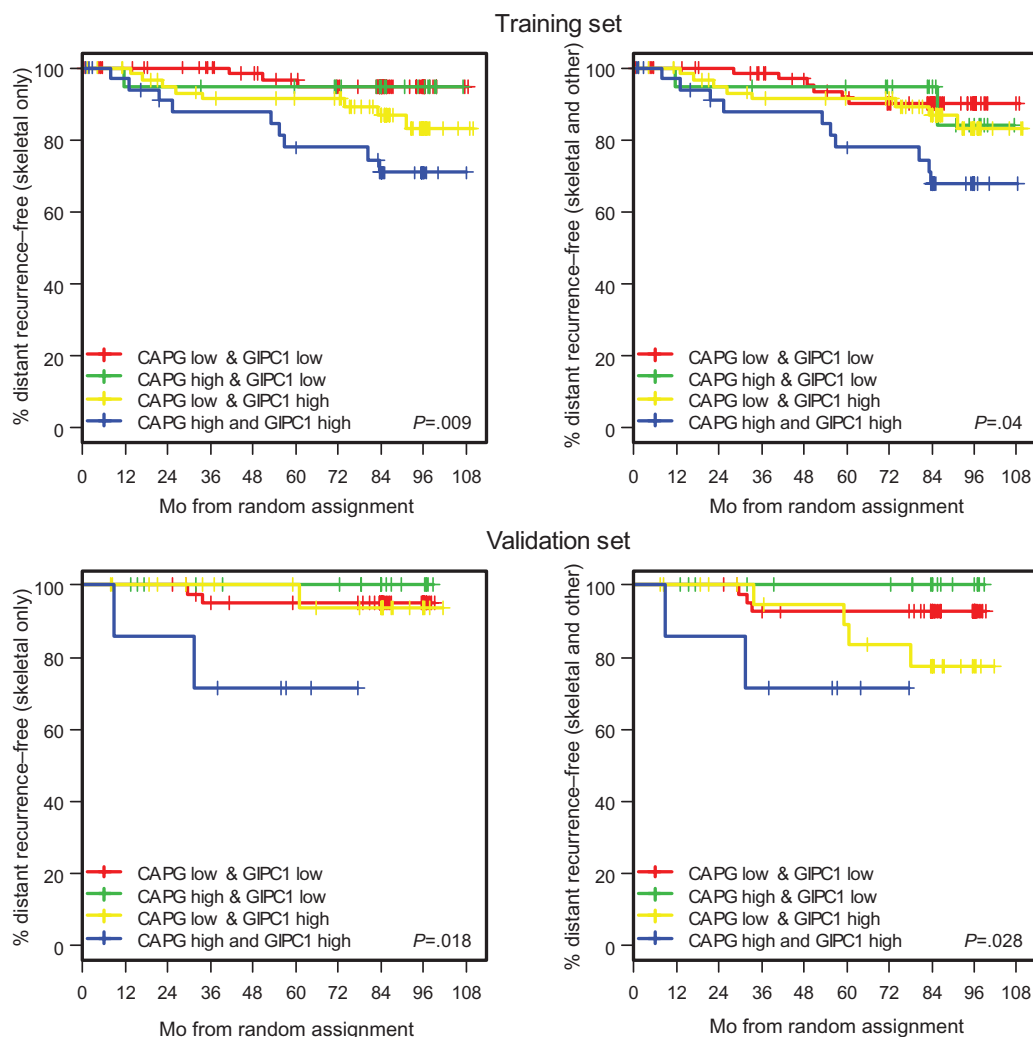 Training set
% distant recurrence–free (skeletal only)
100
80
60
40
20
0
CAPG low & GIPC1 low
CAPG high & GIPC1 low
CAPG low & GIPC1 high
CAPG high and GIPC1 high
P=.009
0 12 24 36 48 60 72 84 96 108
Mo from random assignment
% distant recurrence–free (skeletal and other)
100
80
60
40
20
0
CAPG low & GIPC1 low
CAPG high & GIPC1 low
CAPG low & GIPC1 high
CAPG high and GIPC1 high
P=.04
0 12 24 36 48 60 72 84 96 108
Mo from random assignment
Validation set
% distant recurrence–free (skeletal only)
100
80
60
40
20
0
CAPG low & GIPC1 low
CAPG high & GIPC1 low
CAPG low & GIPC1 high
CAPG high and GIPC1 high
P=.018
0 12 24 36 48 60 72 84 96 108
Mo from random assignment
% distant recurrence–free (skeletal and other)
100
80
60
40
20
0
CAPG low & GIPC1 low
CAPG high & GIPC1 low
CAPG low & GIPC1 high
CAPG high and GIPC1 high
P=.028
0 12 24 36 48 60 72 84 96 108
Mo from random assignment